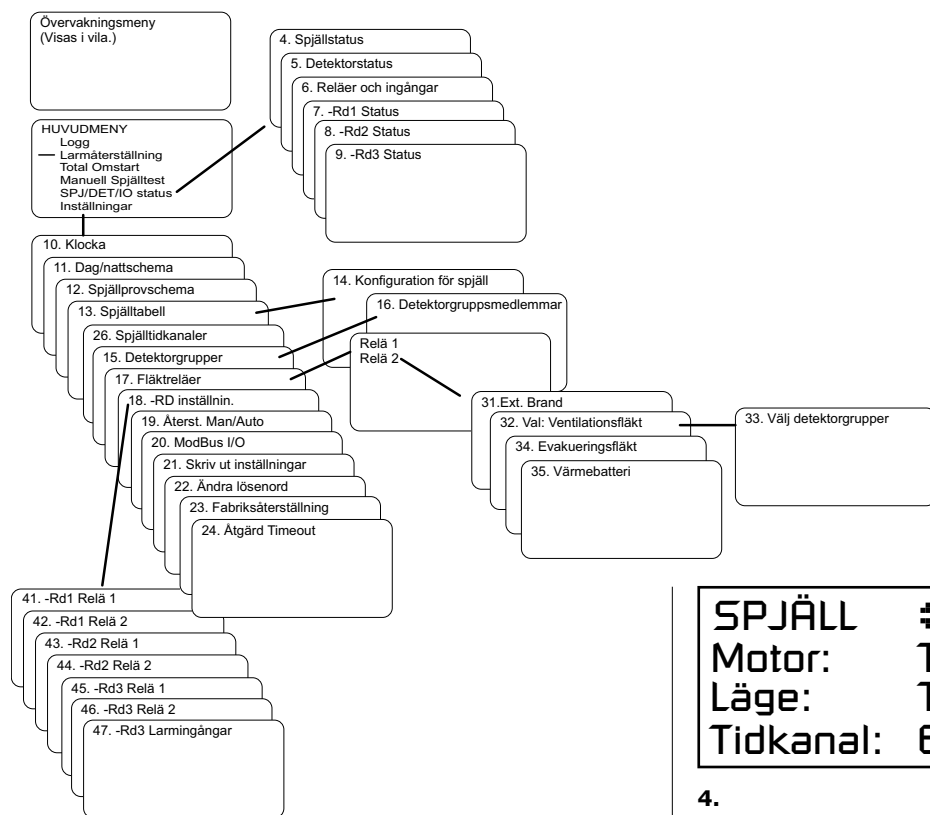 Övervakningsmeny
(Visas i vila.)
HUVUDMENY
Logg
Larmåterställning
Total Omstart
Manuell Spjälltest
SPJ/DET/IO status
Inställningar
4. Spjällstatus
5. Detektorstatus
6. Reläer och ingångar
7. -Rd1 Status
8. -Rd2 Status
9. -Rd3 Status
10. Klocka
11. Dag/nattschema
12. Spjällprovschema
13. Spjälltabell
26. Spjälltidkanaler
15. Detektorgrupper
17. Fläktreläer
18. -RD inställnin.
19. Återst. Man/Auto
20. ModBus I/O
21. Skriv ut inställningar
22. Ändra lösenord
23. Fabriksåterställning
24. Åtgärd Timeout
14. Konfiguration för spjäll
16. Detektorgruppsmedlemmar
Relä 1
Relä 2
31.Ext. Brand
32. Val: Ventilationsfläkt
34. Evakueringsfläkt
35. Värmebatteri
33. Välj detektorgrupper
41. -Rd1 Relä 1
42. -Rd1 Relä 2
43. -Rd2 Relä 1
44. -Rd2 Relä 2
45. -Rd3 Relä 1
46. -Rd3 Relä 2
47. -Rd3 Larmingångar
SPJÄLL
Motor:
Läge:
Tidkanal:
4.